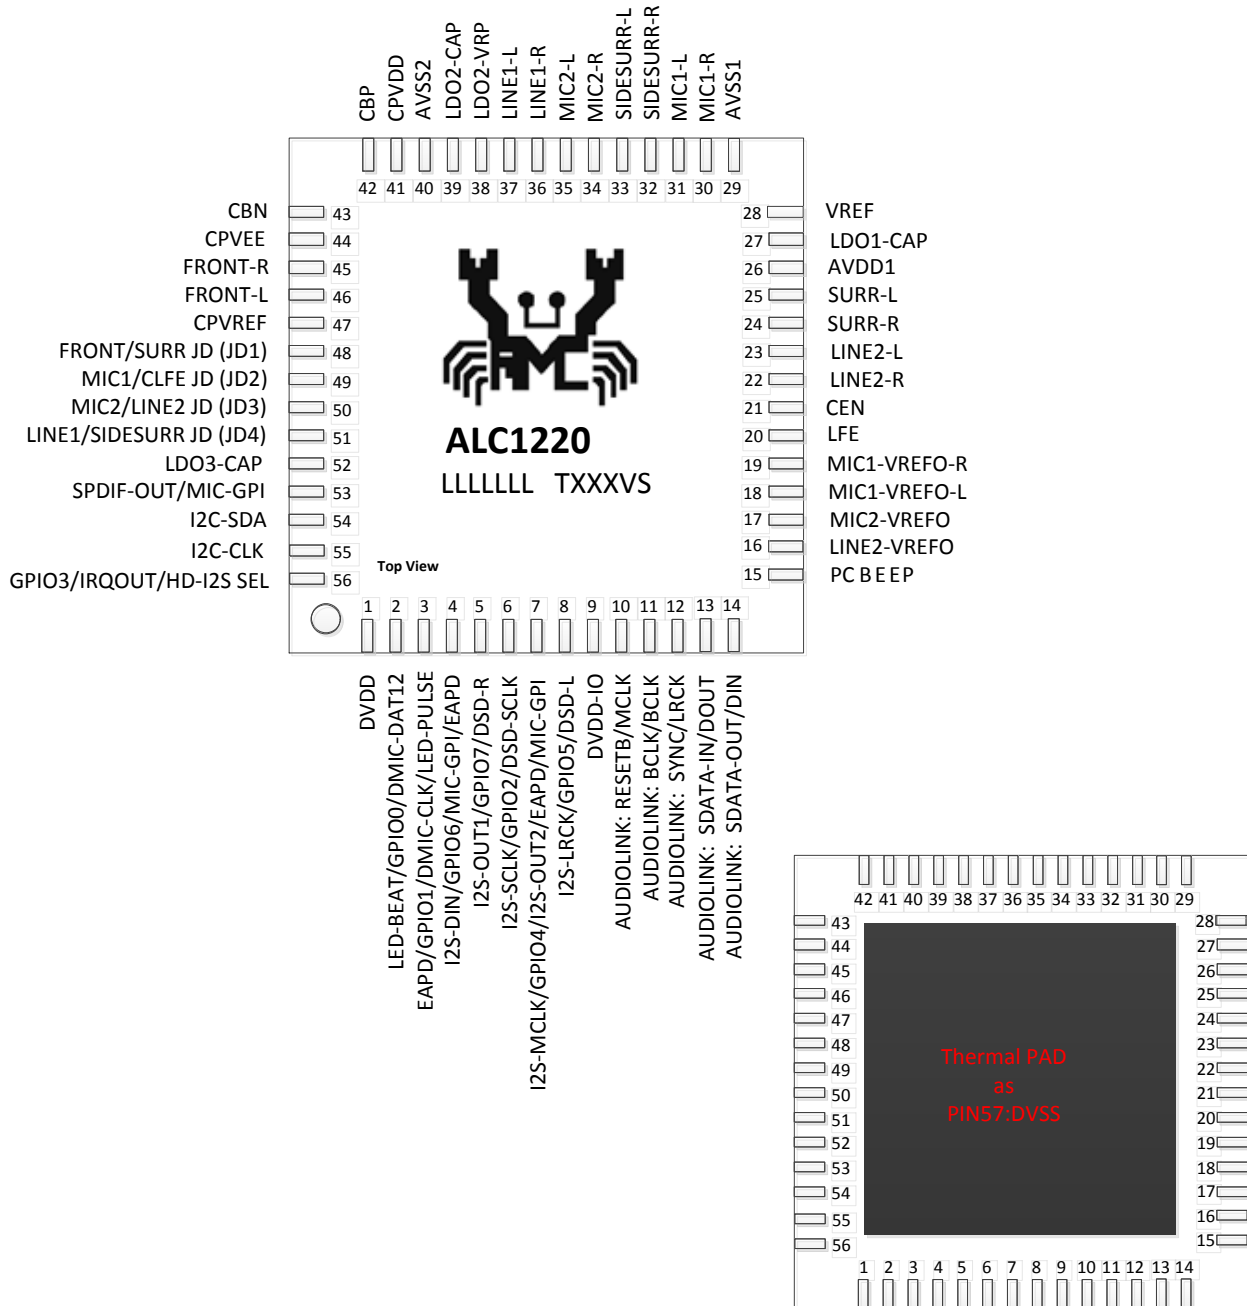 CBP
CPVDD
AVSS2
LDO2-CAP
LDO2-VRP
LINE1-L
LINE1-R
MIC2-L
MIC2-R
SIDESURR-L
SIDESURR-R
MIC1-L
MIC1-R
AVSS1
42 41 40 39 38 37 36 35 34 33 32 31 30 29
CBN 43
CPVEE 44
FRONT-R 45
FRONT-L 46
CPVREF 47
FRONT/SURR JD (JD1) 48
MIC1/CLFE JD (JD2) 49
MIC2/LINE2 JD (JD3) 50
LINE1/SIDESURR JD (JD4) 51
LDO3-CAP 52
SPDIF-OUT/MIC-GPI 53
I2C-SDA 54
I2C-CLK 55
GPIO3/IRQOUT/HD-I2S SEL 56
AMC
ALC1220
LLLLLLL TXXXVS
Top View
28 VREF
27 LDO1-CAP
26 AVDD1
25 SURR-L
24 SURR-R
23 LINE2-L
22 LINE2-R
21 CEN
20 LFE
19 MIC1-VREFO-R
18 MIC1-VREFO-L
17 MIC2-VREFO
16 LINE2-VREFO
15 PC BEEP
1 2 3 4 5 6 7 8 9 10 11 12 13 14
DVDD
LED-BEAT/GPIO0/DMIC-DAT12
EAPD/GPIO1/DMIC-CLK/LED-PULSE
I2S-DIN/GPIO6/MIC-GPI/EAPD
I2S-OUT1/GPIO7/DSD-R
I2S-SCLK/GPIO2/DSD-SCLK
I2S-MCLK/GPIO4/I2S-OUT2/EAPD/MIC-GPI
I2S-LRCK/GPIO5/DSD-L
DVDD-IO
AUDIOLINK: RESETB/MCLK
AUDIOLINK: BCLK/BCLK
AUDIOLINK: SYNC/LRCK
AUDIOLINK: SDATA-IN/DOUT
AUDIOLINK: SDATA-OUT/DIN
42 41 40 39 38 37 36 35 34 33 32 31 30 29
43
44
45
46
47
48
49
50
51
52
53
54
55
56
Thermal PAD
as
PIN57:DVSS
28
27
26
25
24
23
22
21
20
19
18
17
16
15
1 2 3 4 5 6 7 8 9 10 11 12 13 14